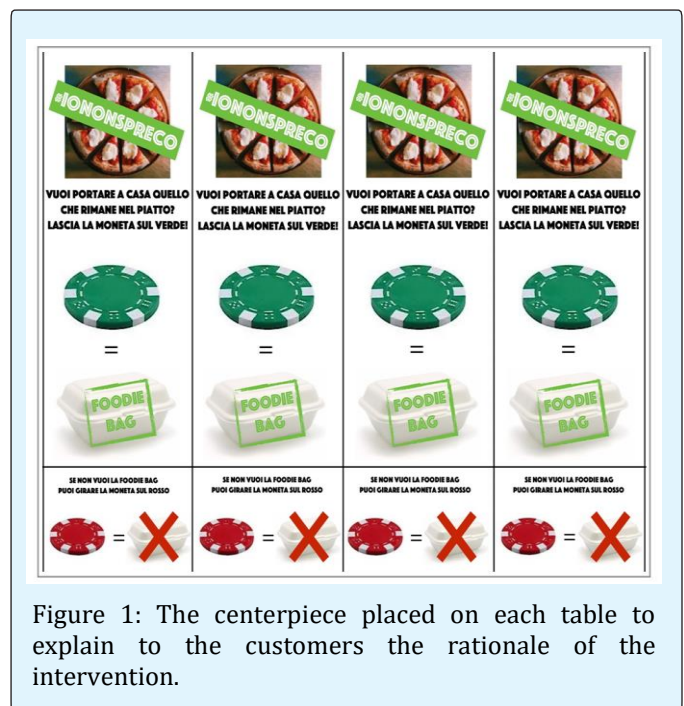 #IONONSPRECO
VUOI PORTARE A CASA QUELLO
CHE RIMANE NEL PIATTO?
LASCIA LA MONETA SUL VERDE!
=
FOODIE
BAG
SE NON VUOI LA FOODIE BAG
PUOI GIRARE LA MONETA SUL ROSSO
=
#IONONSPRECO
VUOI PORTARE A CASA QUELLO
CHE RIMANE NEL PIATTO?
LASCIA LA MONETA SUL VERDE!
=
FOODIE
BAG
SE NON VUOI LA FOODIE BAG
PUOI GIRARE LA MONETA SUL ROSSO
=
#IONONSPRECO
VUOI PORTARE A CASA QUELLO
CHE RIMANE NEL PIATTO?
LASCIA LA MONETA SUL VERDE!
=
FOODIE
BAG
SE NON VUOI LA FOODIE BAG
PUOI GIRARE LA MONETA SUL ROSSO
=
#IONONSPRECO
VUOI PORTARE A CASA QUELLO
CHE RIMANE NEL PIATTO?
LASCIA LA MONETA SUL VERDE!
=
FOODIE
BAG
SE NON VUOI LA FOODIE BAG
PUOI GIRARE LA MONETA SUL ROSSO
=
Figure 1: The centerpiece placed on each table to
explain to the customers the rationale of the
intervention.